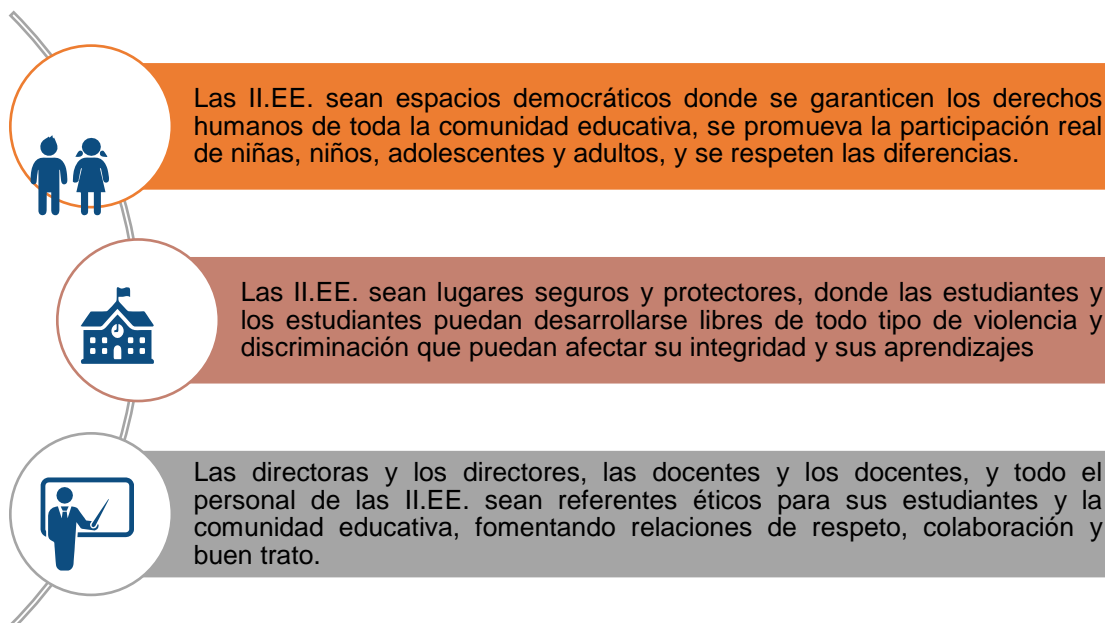 Las II.EE. sean espacios democráticos donde se garanticen los derechos
humanos de toda la comunidad educativa, se promueva la participación real
de niñas, niños, adolescentes y adultos, y se respeten las diferencias.
Las II.EE. sean lugares seguros y protectores, donde las estudiantes y
los estudiantes puedan desarrollarse libres de todo tipo de violencia y
discriminación que puedan afectar su integridad y sus aprendizajes
Las directoras y los directores, las docentes y los docentes, y todo el
personal de las II.EE. sean referentes éticos para sus estudiantes y la
comunidad educativa, fomentando relaciones de respeto, colaboración y
buen trato.